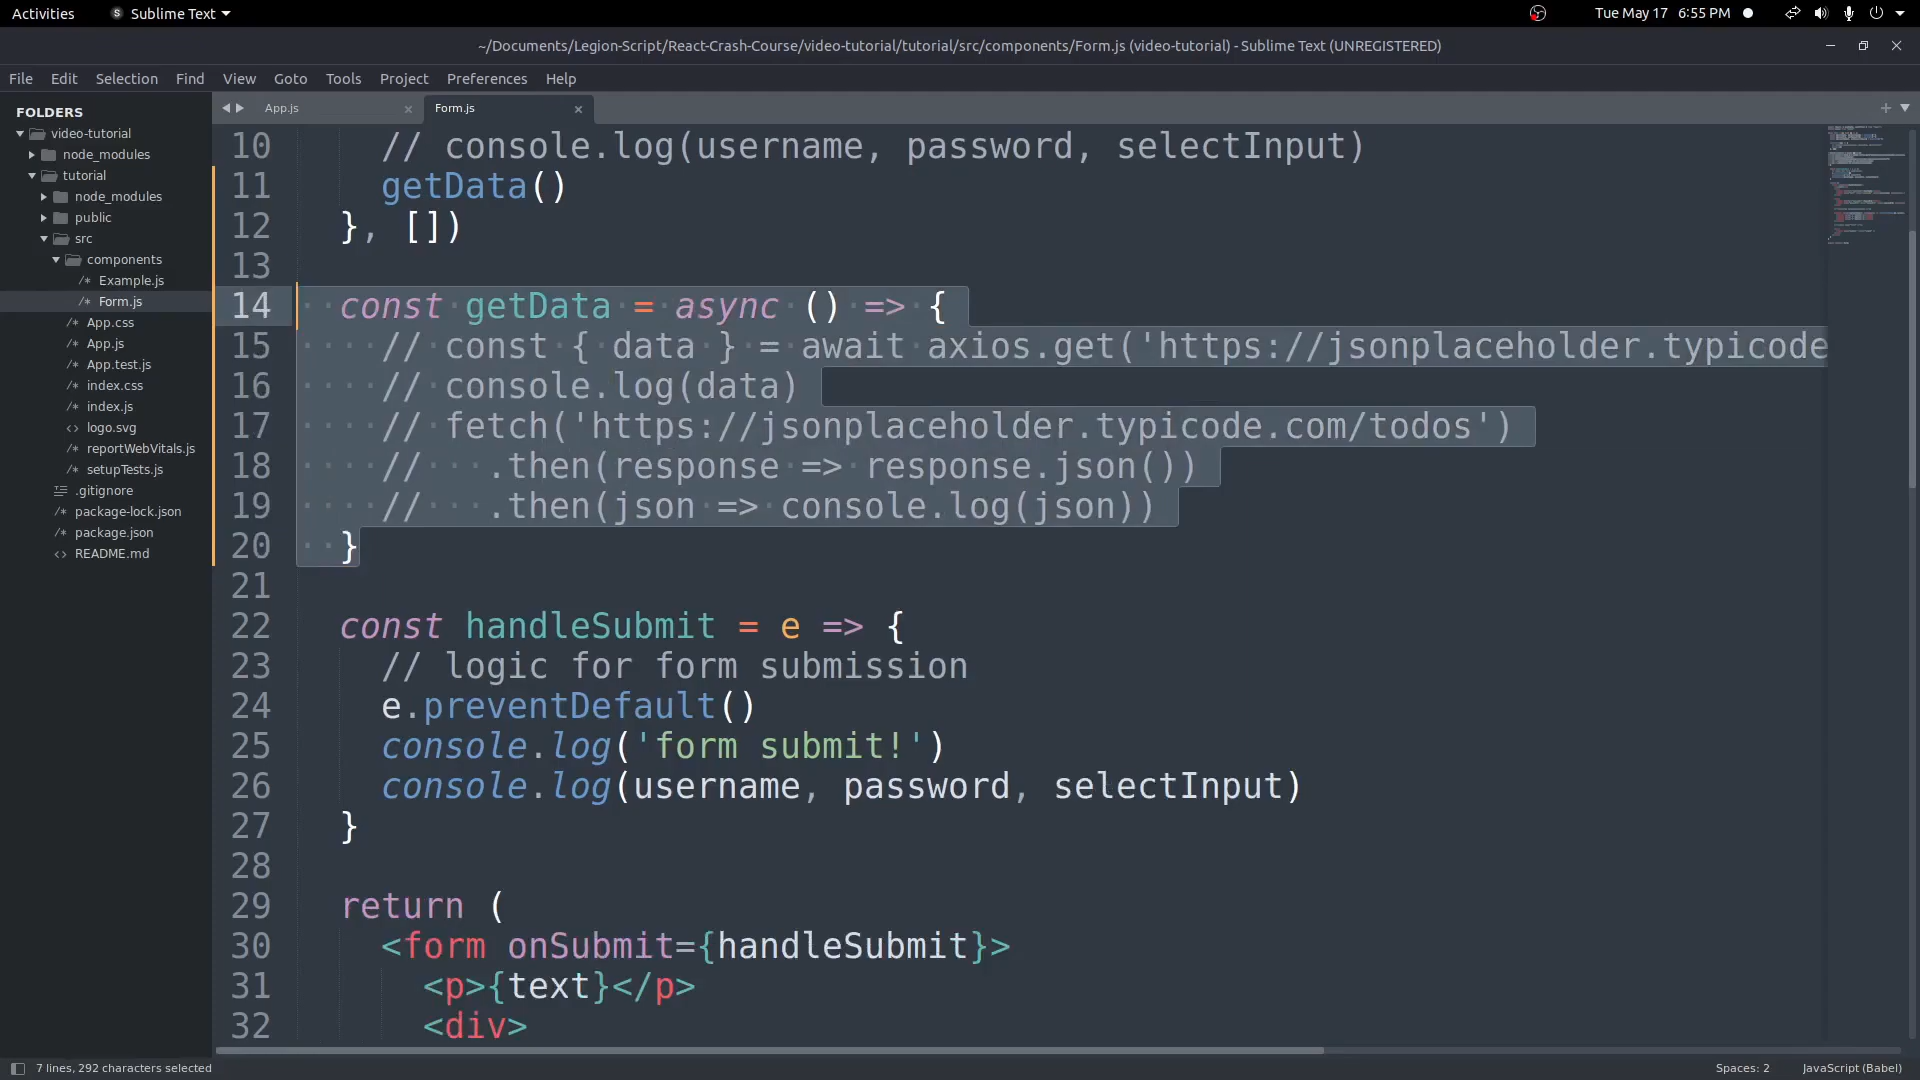 Activities
Sublime Text
Tue May 17 6:55 PM
~/Documents/Legion-Script/React-Crash-Course/video-tutorial/tutorial/src/components/Form.js (video-tutorial) - Sublime Text (UNREGISTERED)
File Edit Selection Find View Goto Tools Project Preferences Help
FOLDERS
video-tutorial
node_modules
tutorial
node_modules
public
src
components
/* Example.js
/* Form.js
/* App.css
/* App.js
/* App.test.js
/* index.css
/* index.js
<> logo.svg
/* reportWebVitals.js
/* setupTests.js
.gitignore
/* package-lock.json
/* package.json
<> README.md
App.js
Form.js
10 // console.log(username, password, selectInput)
11 getData()
12 }, [])
13
14 const getData = async () => {
15 // const { data } = await axios.get('https://jsonplaceholder.typicode
16 // console.log(data)
17 // fetch('https://jsonplaceholder.typicode.com/todos')
18 // .then(response => response.json())
19 // .then(json => console.log(json))
20 }
21
22 const handleSubmit = e => {
23 // logic for form submission
24 e.preventDefault()
25 console.log('form submit!')
26 console.log(username, password, selectInput)
27 }
28
29 return (
30 <form onSubmit={handleSubmit}>
31 <p>{text}</p>
32 <div>
7 lines, 292 characters selected
Spaces: 2
JavaScript (Babel)